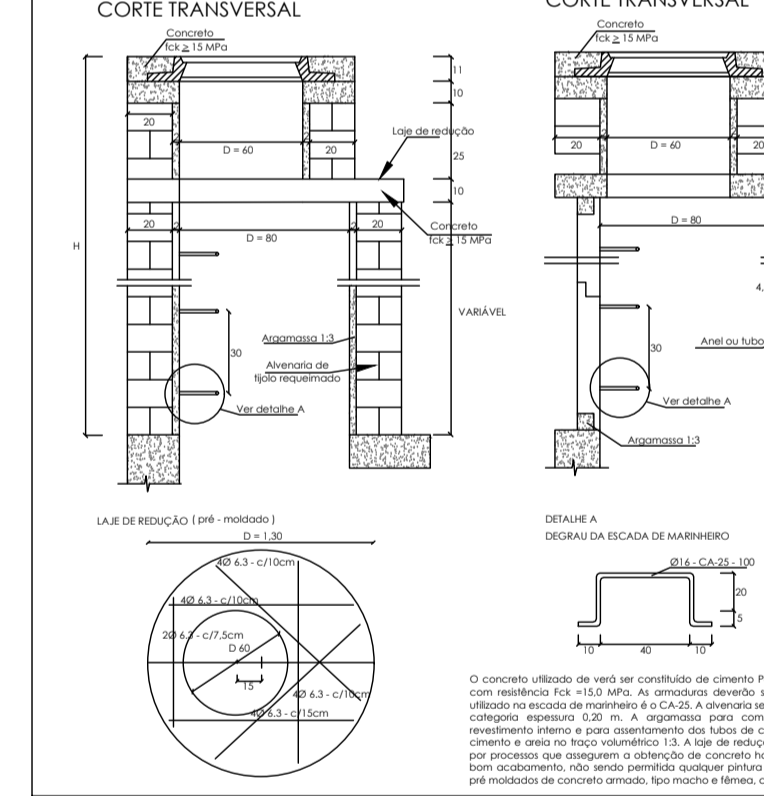 CORTE TRANSVERSAL
Concreto
fck ≥ 15 MPa
11
10
20
D = 60
20
Laje de redução
25
10
20
2
D = 80
2
20
Concreto
fck ≥ 15 MPa
H
VARIÁVEL
30
Argamassa 1:3
Alvenaria de
tijolo requeimado
Ver detalhe A
CORTE TRANSVERSAL
Concreto
fck ≥ 15 MPa
20
D = 60
20
D = 80
4,
30
Anel ou tubo
Ver detalhe A
Argamassa 1:3
LAJE DE REDUÇÃO ( pré - moldado )
D = 1,30
4Ø 6.3 - c/10cm
4Ø 6.3 - c/10cm
2Ø 6.3 - c/7,5cm
D 60
15
4Ø 6.3 - c/10cm
4Ø 6.3 - c/15cm
DETALHE A
DEGRAU DA ESCADA DE MARINHEIRO
Ø16 - CA-25 - 100
20
5
10
40
10
O concreto utilizado de verá ser constituído de cimento P
com resistência Fck =15,0 MPa. As armaduras deverão s
utilizado na escada de marinheiro é o CA-25. A alvenaria se
categoria espessura 0,20 m. A argamassa para com
revestimento interno e para assentamento dos tubos de c
cimento e areia no traço volumétrico 1:3. A laje de reduç
por processos que assegurem a obtenção de concreto ho
bom acabamento, não sendo permitida qualquer pintura
pré moldados de concreto armado, tipo macho e fêmea, c